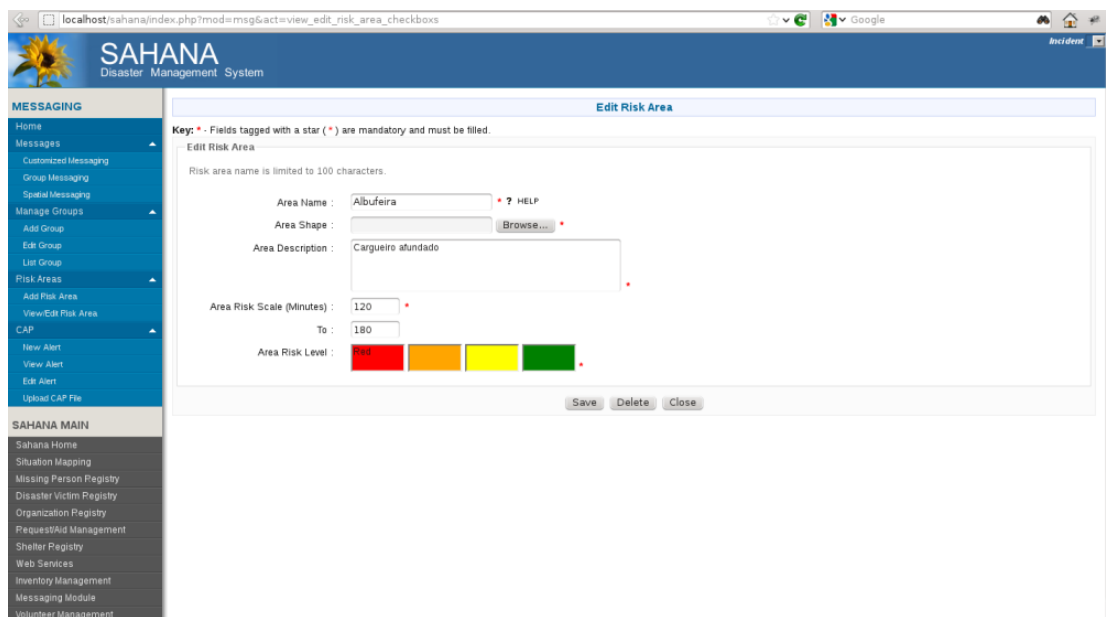 localhost/sahana/index.php?mod=msg&act=view_edit_risk_area_checkboxs
Google
SAHANA
Disaster Management System
Incident
MESSAGING
Home
Messages
Customized Messaging
Group Messaging
Spatial Messaging
Manage Groups
Add Group
Edit Group
List Group
Risk Areas
Add Risk Area
View/Edit Risk Area
CAP
New Alert
View Alert
Edit Alert
Upload CAP File
SAHANA MAIN
Sahana Home
Situation Mapping
Missing Person Registry
Disaster Victim Registry
Organization Registry
Request/Aid Management
Shelter Registry
Web Services
Inventory Management
Messaging Module
Volunteer Management
Edit Risk Area
Key: * - Fields tagged with a star ( * ) are mandatory and must be filled.
Edit Risk Area
Risk area name is limited to 100 characters.
Area Name : Albufeira * ? HELP
Area Shape : Browse... *
Area Description : Cargueiro afundado
*
Area Risk Scale (Minutes) : 120 *
To : 180
Area Risk Level : Red
*
Save Delete Close